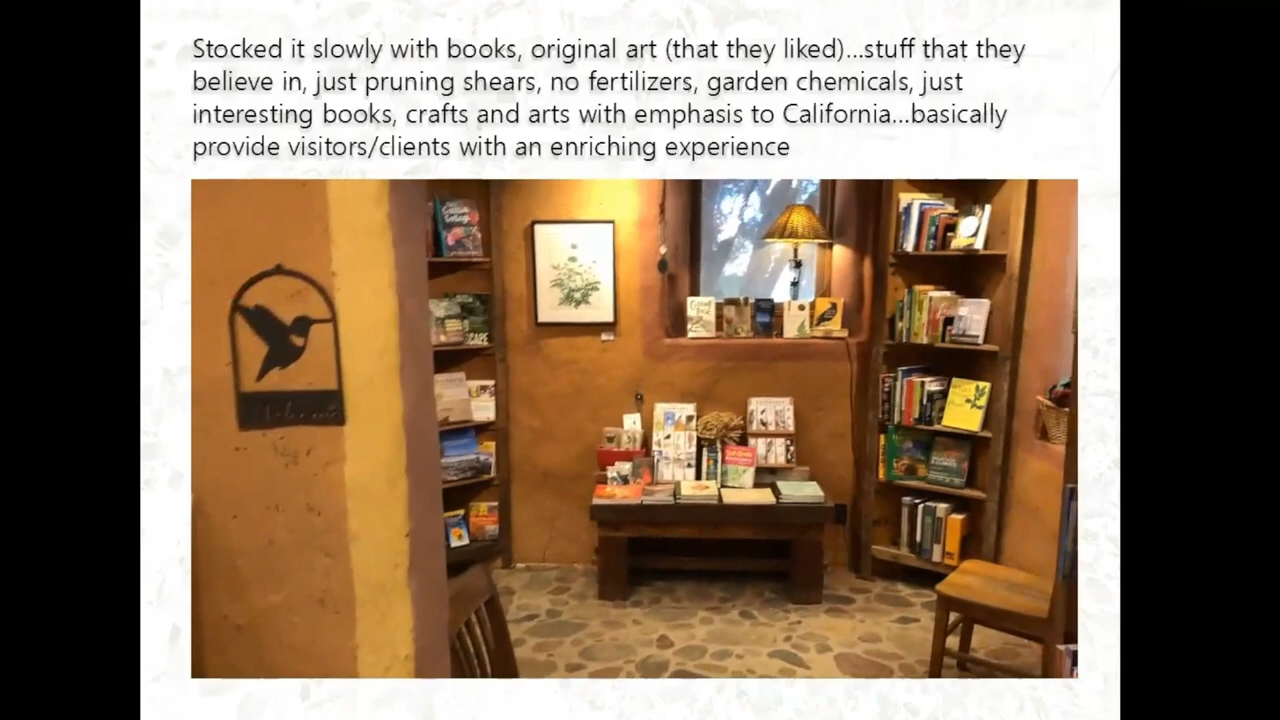 Stocked it slowly with books, original art (that they liked)...stuff that they
believe in, just pruning shears, no fertilizers, garden chemicals, just
interesting books, crafts and arts with emphasis to California...basically
provide visitors/clients with an enriching experience